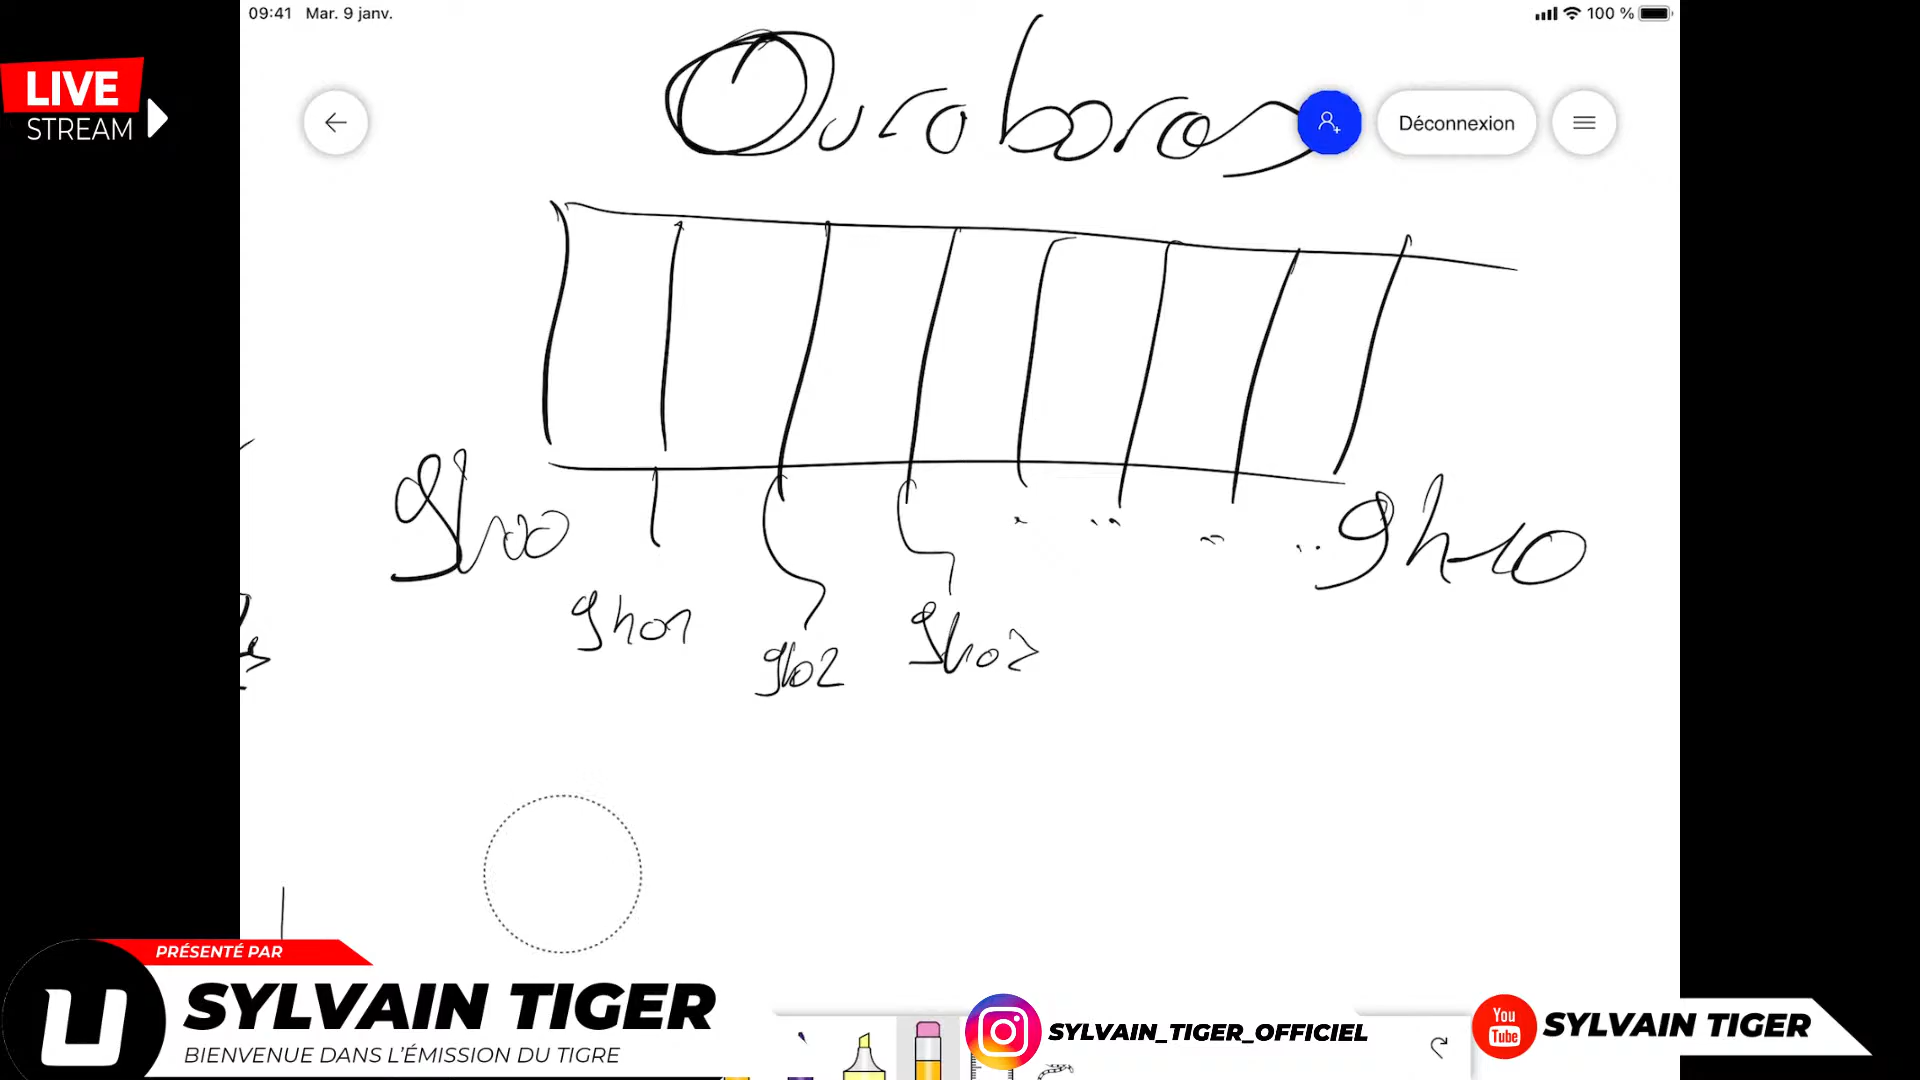 09:41 Mar. 9 janv. 100 %
LIVE
STREAM
Ouroboros
Déconnexion
9h00
9h10
9h01
9h02
9h02
PRÉSENTÉ PAR
SYLVAIN TIGER
BIENVENUE DANS L'ÉMISSION DU TIGRE
SYLVAIN_TIGER_OFFICIEL
You
Tube
SYLVAIN TIGER